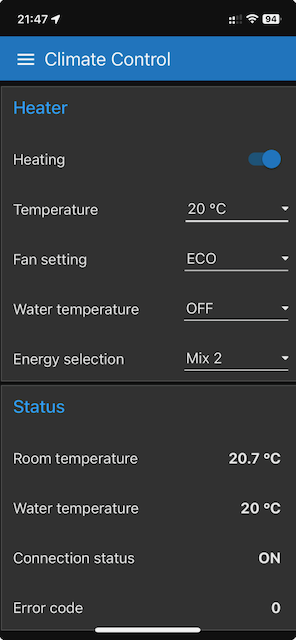 21:47
94
Climate Control
Heater
Heating
Temperature 20 °C
Fan setting ECO
Water temperature OFF
Energy selection Mix 2
Status
Room temperature 20.7 °C
Water temperature 20 °C
Connection status ON
Error code 0